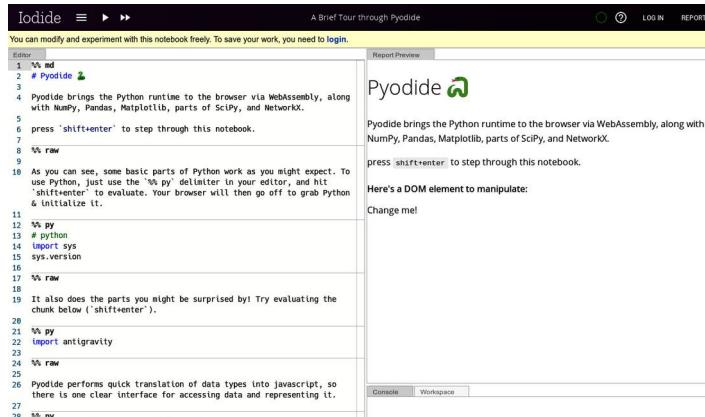 Iodide
A Brief Tour through Pyodide
LOG IN
REPORT
You can modify and experiment with this notebook freely. To save your work, you need to login.
Editor
1 %% md
2 # Pyodide 🐍
3
4 Pyodide brings the Python runtime to the browser via WebAssembly, along
with NumPy, Pandas, Matplotlib, parts of SciPy, and NetworkX.
5
6 press `shift+enter` to step through this notebook.
7
8 %% raw
9
10 As you can see, some basic parts of Python work as you might expect. To
use Python, just use the `%% py` delimiter in your editor, and hit
`shift+enter` to evaluate. Your browser will then go off to grab Python
& initialize it.
11
12 %% py
13 # python
14 import sys
15 sys.version
16
17 %% raw
18
19 It also does the parts you might be surprised by! Try evaluating the
chunk below (`shift+enter`).
20
21 %% py
22 import antigravity
23
24 %% raw
25
26 Pyodide performs quick translation of data types into javascript, so
there is one clear interface for accessing data and representing it.
27
28 %% py
Report Preview
Pyodide 🐍
Pyodide brings the Python runtime to the browser via WebAssembly, along with
NumPy, Pandas, Matplotlib, parts of SciPy, and NetworkX.
press shift+enter to step through this notebook.
Here's a DOM element to manipulate:
Change me!
Console
Workspace